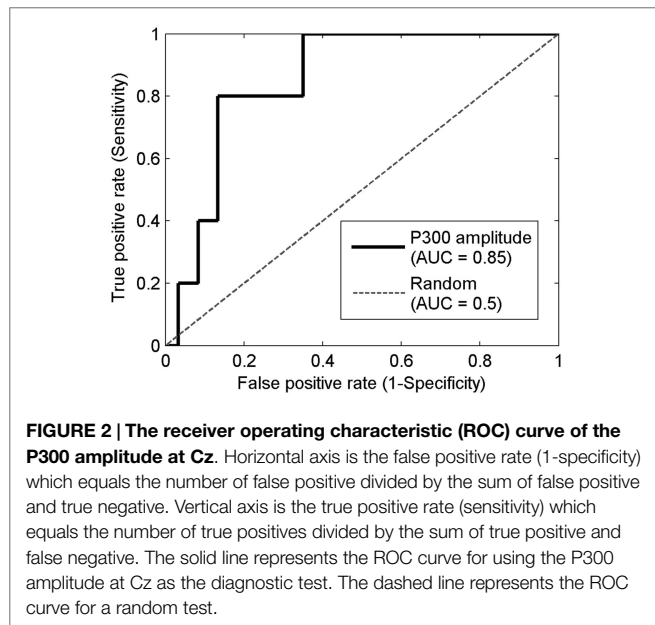 1
0.8
0.6
0.4
0.2
0
0 0.2 0.4 0.6 0.8 1
True positive rate (Sensitivity)
False positive rate (1-Specificity)
P300 amplitude
(AUC = 0.85)
Random
(AUC = 0.5)
FIGURE 2 | The receiver operating characteristic (ROC) curve of the
P300 amplitude at Cz. Horizontal axis is the false positive rate (1-specificity)
which equals the number of false positive divided by the sum of false positive
and true negative. Vertical axis is the true positive rate (sensitivity) which
equals the number of true positives divided by the sum of true positive and
false negative. The solid line represents the ROC curve for using the P300
amplitude at Cz as the diagnostic test. The dashed line represents the ROC
curve for a random test.